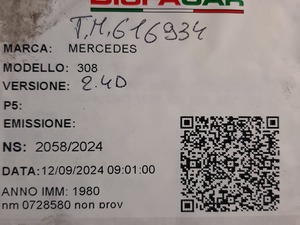 T.M.616934
MARCA: MERCEDES
MODELLO: 308
VERSIONE: 2.4D
P5:
EMISSIONE:
NS: 2058/2024
DATA:12/09/2024 09:01:00
ANNO IMM: 1980
nm 0728580 non prov